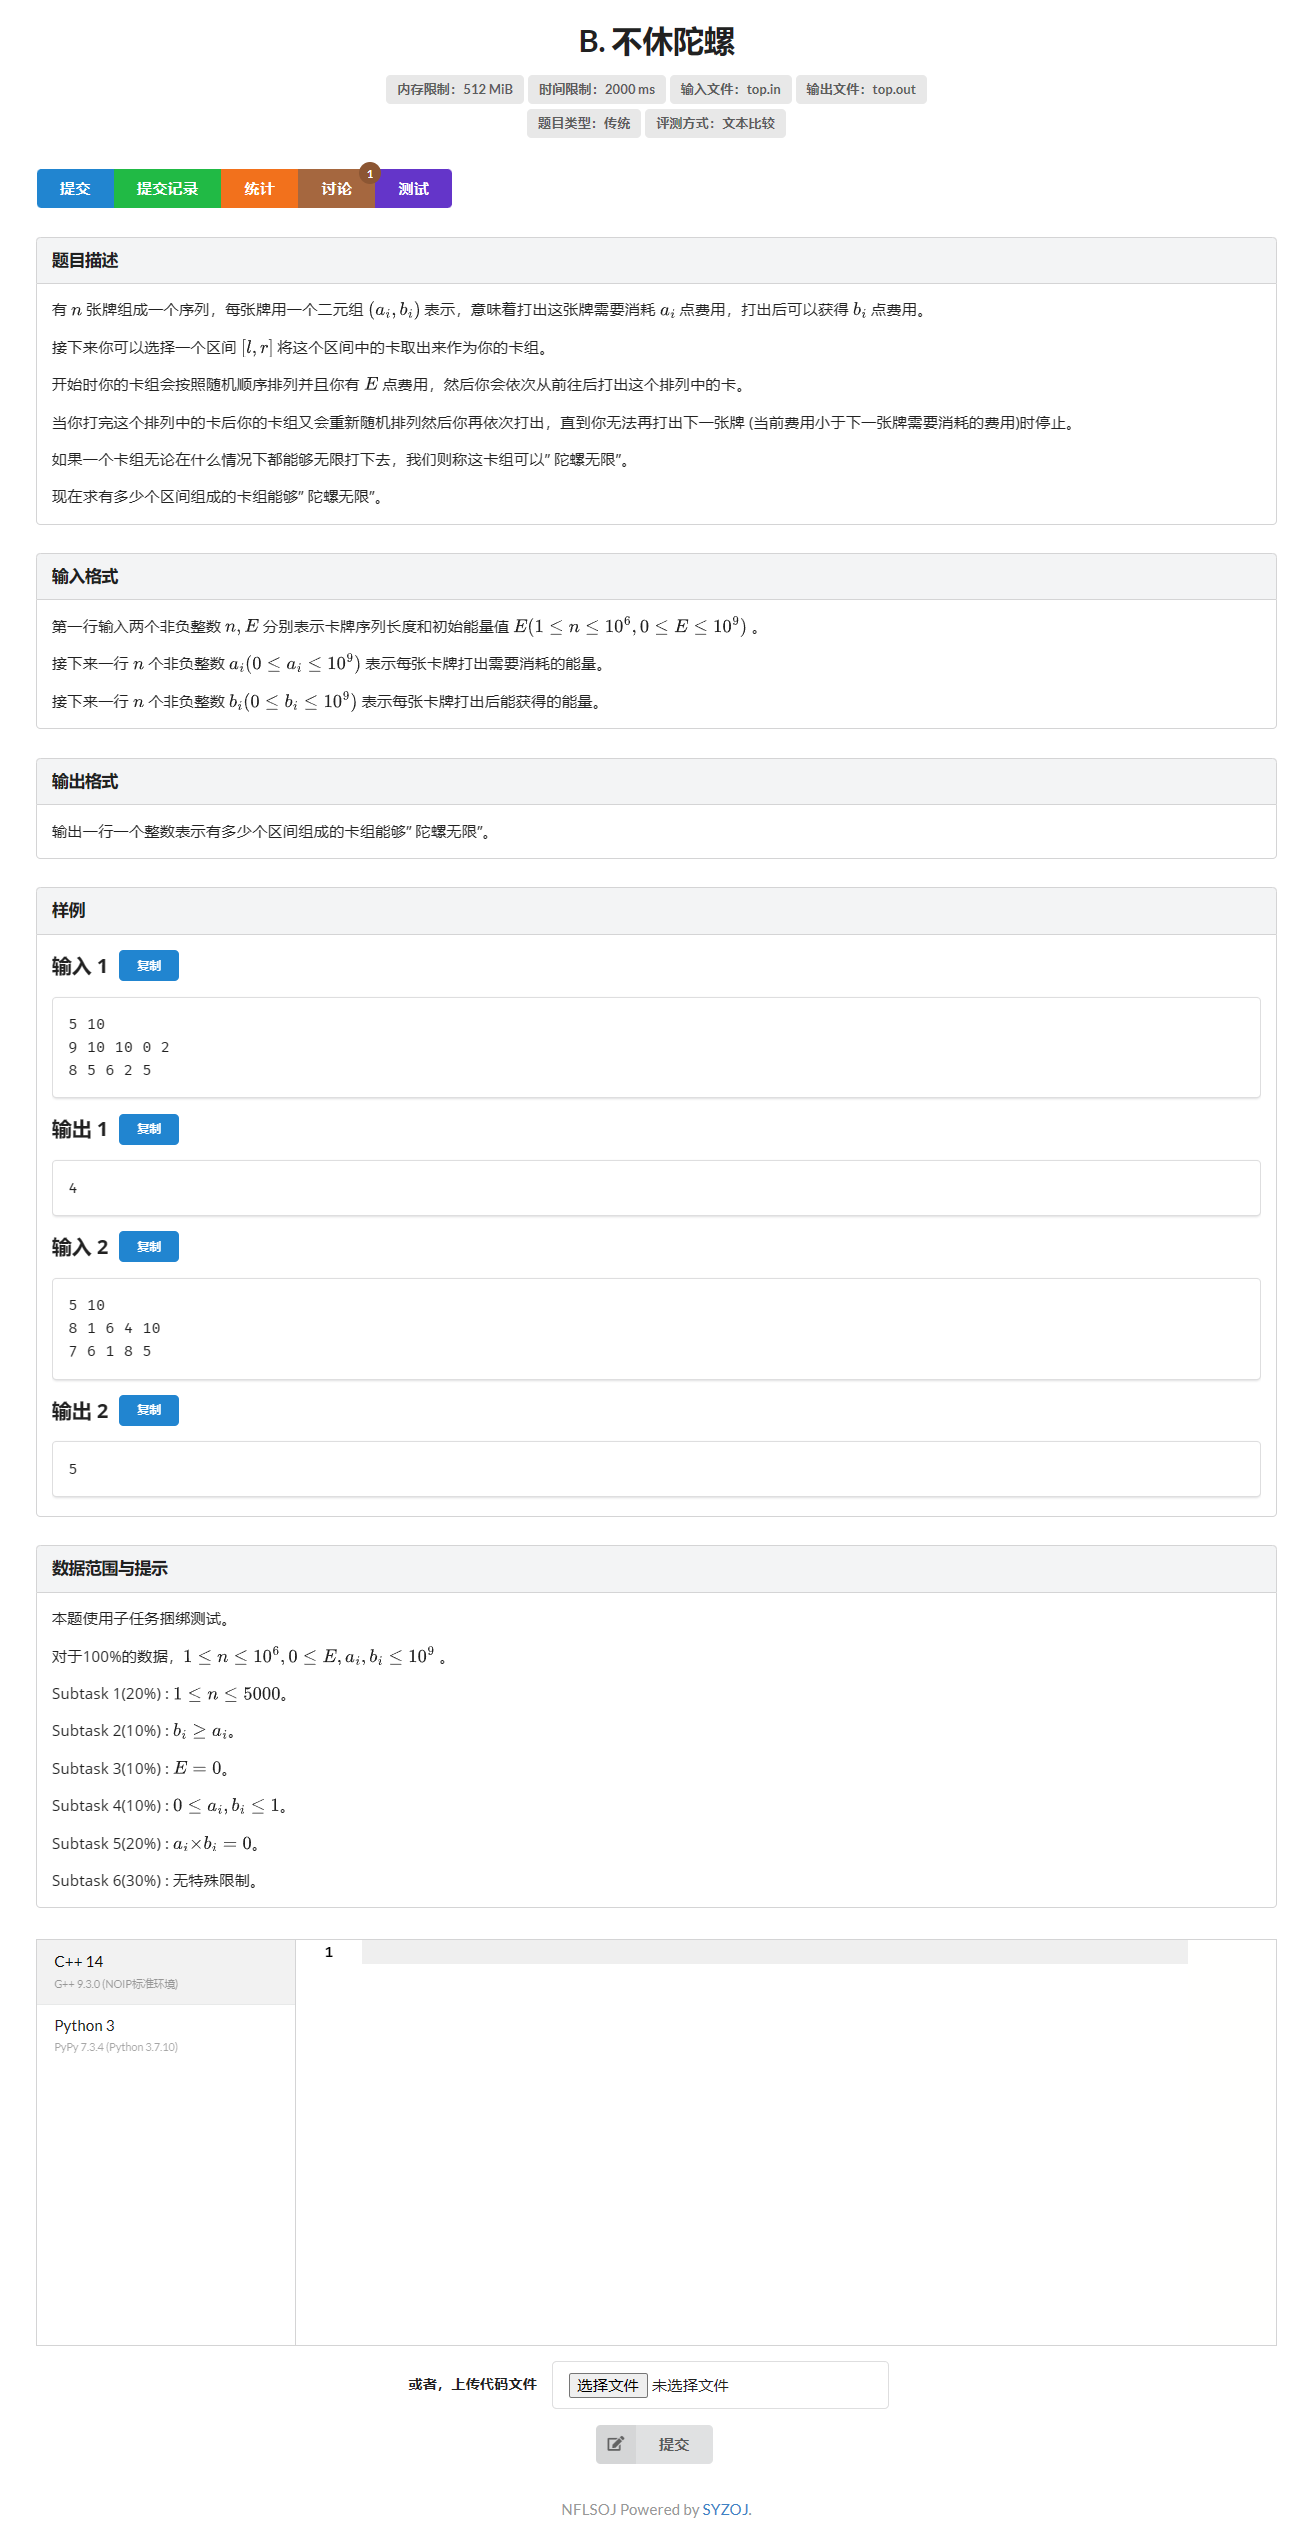 B. 不休陀螺
内存限制：512 MiB 时间限制：2000 ms 输入文件：top.in 输出文件：top.out
题目类型：传统 评测方式：文本比较
提交 提交记录 统计 讨论 1 测试
题目描述
有 n 张牌组成一个序列，每张牌用一个二元组 (a_i, b_i) 表示，意味着打出这张牌需要消耗 a_i 点费用，打出后可以获得 b_i 点费用。
接下来你可以选择一个区间 [l, r] 将这个区间中的卡取出来作为你的卡组。
开始时你的卡组会按照随机顺序排列并且你有 E 点费用，然后你会依次从前往后打出这个排列中的卡。
当你打完这个排列中的卡后你的卡组又会重新随机排列然后你再依次打出，直到你无法再打出下一张牌 (当前费用小于下一张牌需要消耗的费用)时停止。
如果一个卡组无论在什么情况下都能够无限打下去，我们则称这卡组可以” 陀螺无限”。
现在求有多少个区间组成的卡组能够” 陀螺无限”。
输入格式
第一行输入两个非负整数 n, E 分别表示卡牌序列长度和初始能量值 E(1 ≤ n ≤ 10^6, 0 ≤ E ≤ 10^9) 。
接下来一行 n 个非负整数 a_i(0 ≤ a_i ≤ 10^9) 表示每张卡牌打出需要消耗的能量。
接下来一行 n 个非负整数 b_i(0 ≤ b_i ≤ 10^9) 表示每张卡牌打出后能获得的能量。
输出格式
输出一行一个整数表示有多少个区间组成的卡组能够” 陀螺无限”。
样例
输入 1 复制
5 10
9 10 10 0 2
8 5 6 2 5
输出 1 复制
4
输入 2 复制
5 10
8 1 6 4 10
7 6 1 8 5
输出 2 复制
5
数据范围与提示
本题使用子任务捆绑测试。
对于100%的数据，1 ≤ n ≤ 10^6, 0 ≤ E, a_i, b_i ≤ 10^9 。
Subtask 1(20%) : 1 ≤ n ≤ 5000。
Subtask 2(10%) : b_i ≥ a_i。
Subtask 3(10%) : E = 0。
Subtask 4(10%) : 0 ≤ a_i, b_i ≤ 1。
Subtask 5(20%) : a_i×b_i = 0。
Subtask 6(30%) : 无特殊限制。
C++ 14
G++ 9.3.0 (NOIP标准环境)
1
Python 3
PyPy 7.3.4 (Python 3.7.10)
或者，上传代码文件 选择文件 未选择文件
提交
NFLSOJ Powered by SYZOJ.